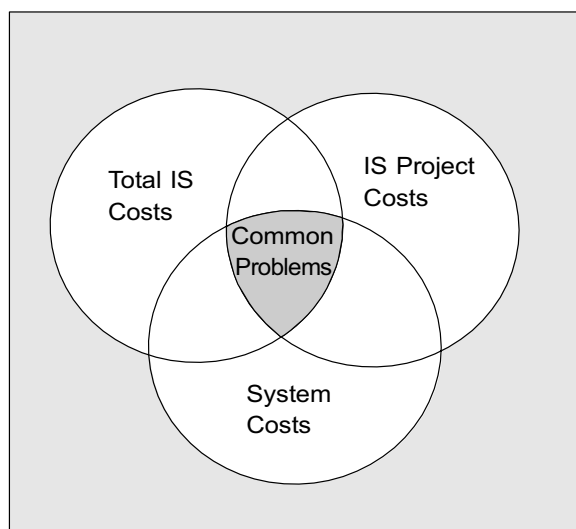 Total IS
Costs
IS Project
Costs
Common
Problems
System
Costs